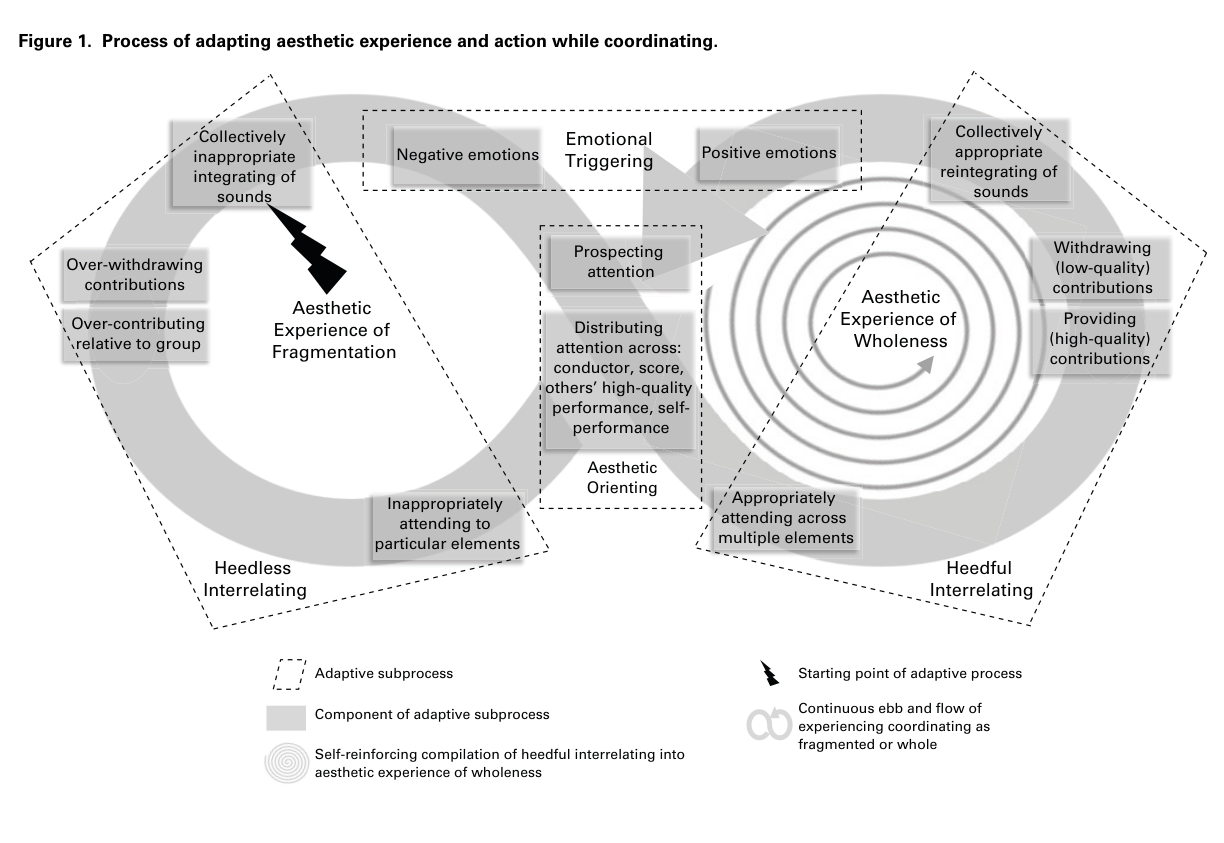 Figure 1. Process of adapting aesthetic experience and action while coordinating.
Collectively
inappropriate
integrating of
sounds
Negative emotions
Emotional
Triggering
Positive emotions
Collectively
appropriate
reintegrating of
sounds
Over-withdrawing
contributions
Over-contributing
relative to group
Aesthetic
Experience of
Fragmentation
Prospecting
attention
Distributing
attention across:
conductor, score,
others’ high-quality
performance, self-
performance
Aesthetic
Orienting
Aesthetic
Experience of
Wholeness
Withdrawing
(low-quality)
contributions
Providing
(high-quality)
contributions
Inappropriately
attending to
particular elements
Appropriately
attending across
multiple elements
Heedless
Interrelating
Heedful
Interrelating
Adaptive subprocess
Component of adaptive subprocess
Self-reinforcing compilation of heedful interrelating into
aesthetic experience of wholeness
Starting point of adaptive process
Continuous ebb and flow of
experiencing coordinating as
fragmented or whole